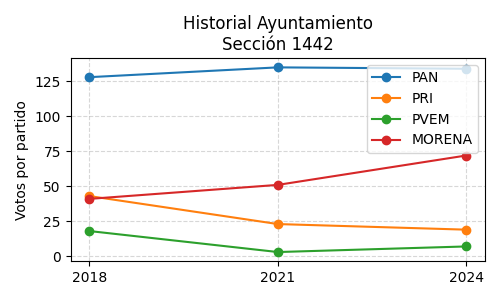 Historial Ayuntamiento
Sección 1442
Votos por partido
125
100
75
50
25
0
2018
2021
2024
PAN
PRI
PVEM
MORENA